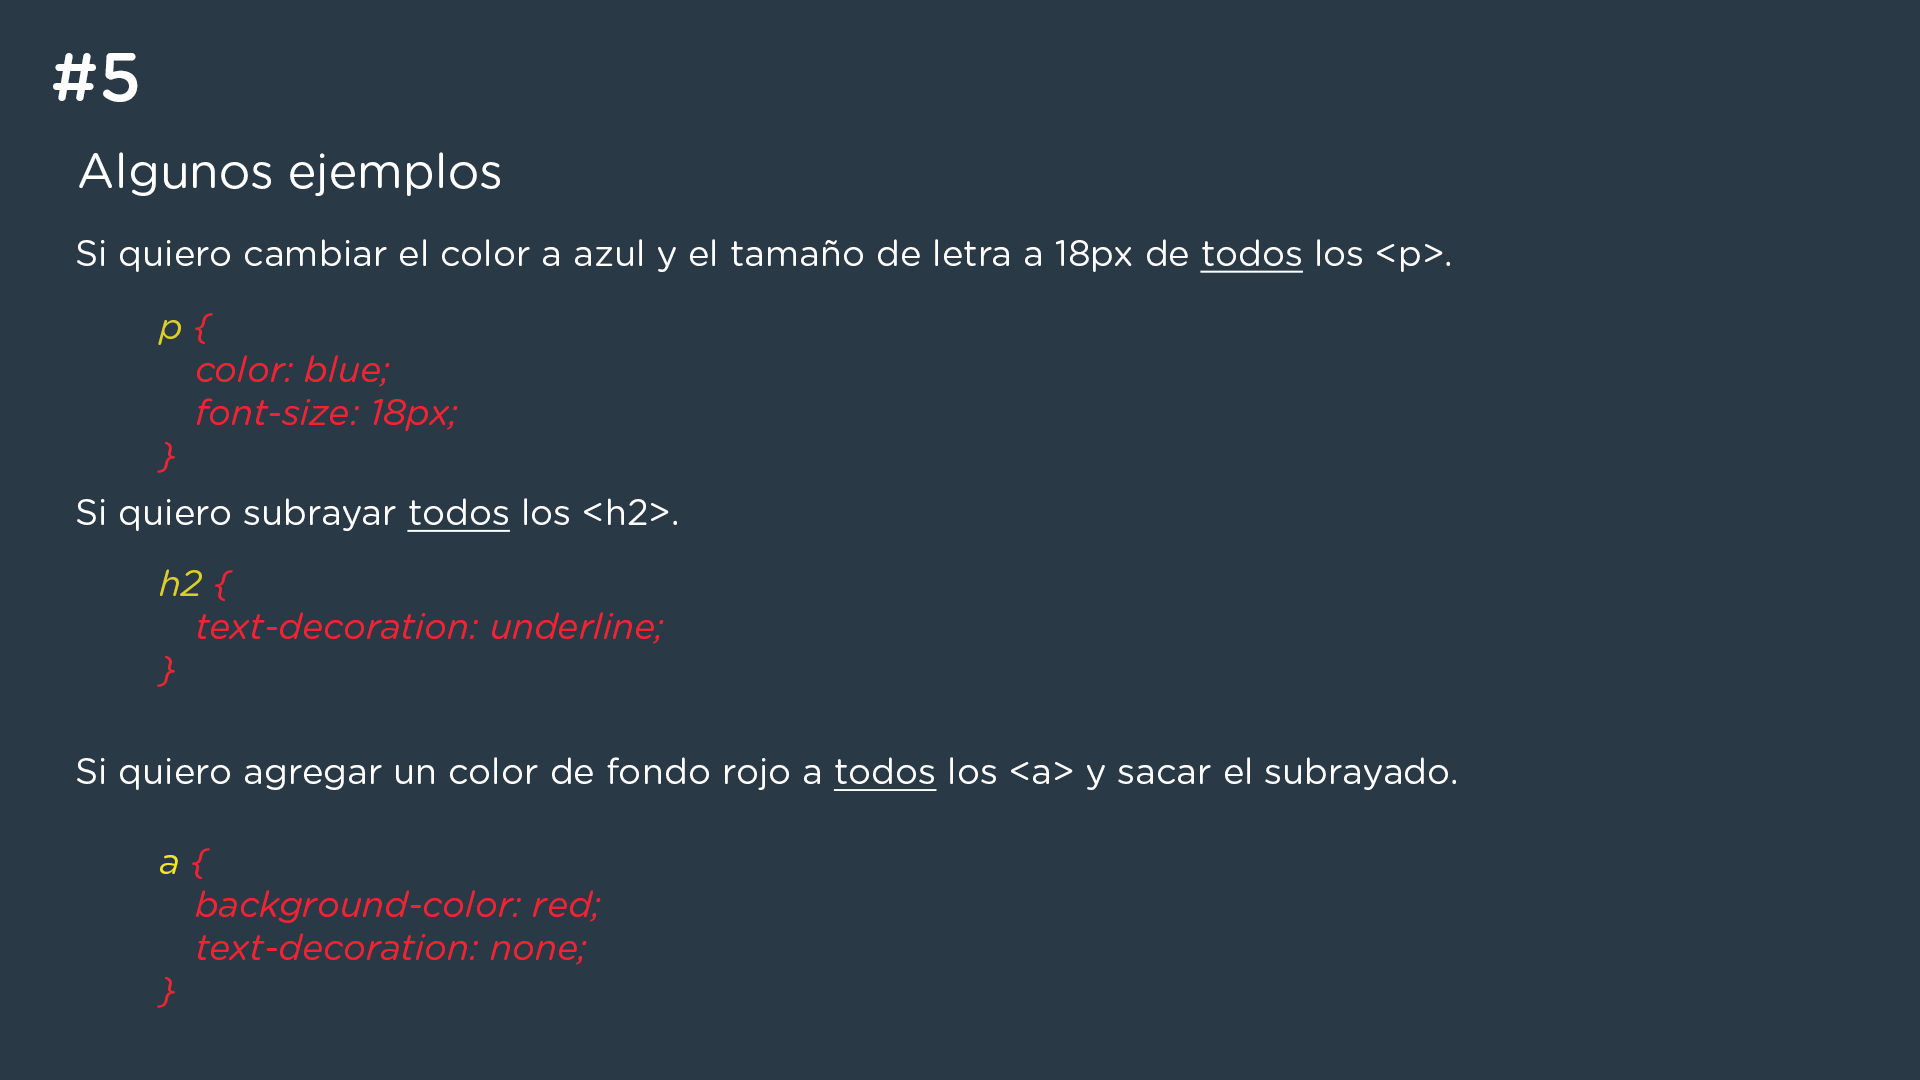 #5
Algunos ejemplos
Si quiero cambiar el color a azul y el tamaño de letra a 18px de todos los <p>.
p {
color: blue;
font-size: 18px;
}
Si quiero subrayar todos los <h2>.
h2 {
text-decoration: underline;
}
Si quiero agregar un color de fondo rojo a todos los <a> y sacar el subrayado.
a {
background-color: red;
text-decoration: none;
}